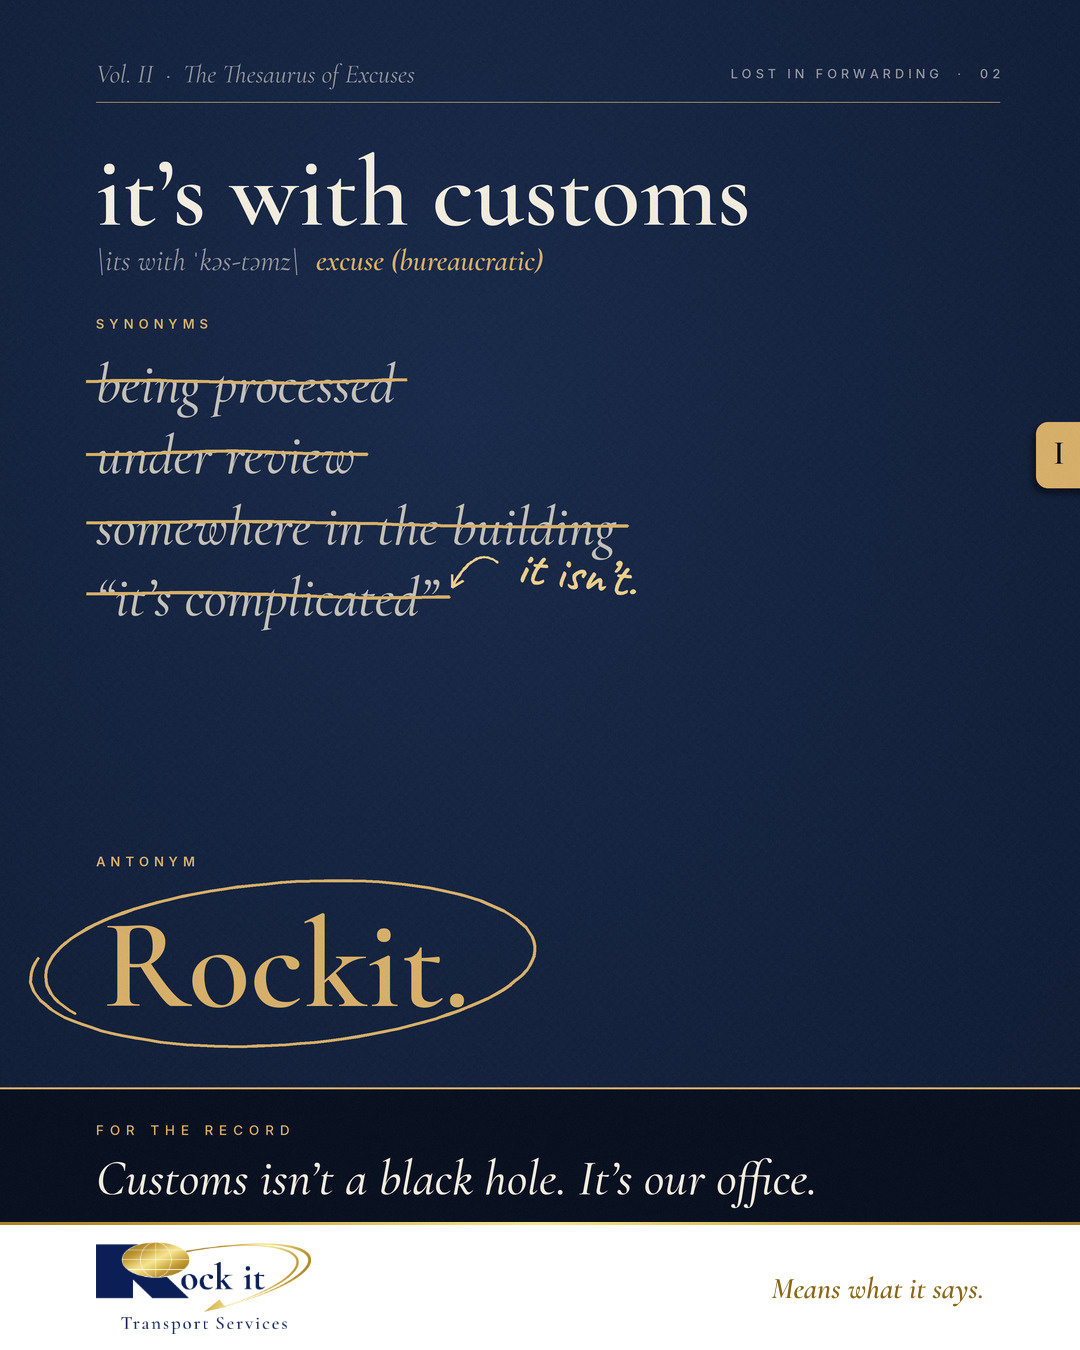 Vol. II · The Thesaurus of Excuses
LOST IN FORWARDING · 02
it’s with customs
\its with ˈkəs-təmz\ excuse (bureaucratic)
SYNONYMS
being processed
under review
somewhere in the building
“it’s complicated”
it isn’t.
I
ANTONYM
Rockit.
FOR THE RECORD
Customs isn’t a black hole. It’s our office.
Rock it
Transport Services
Means what it says.